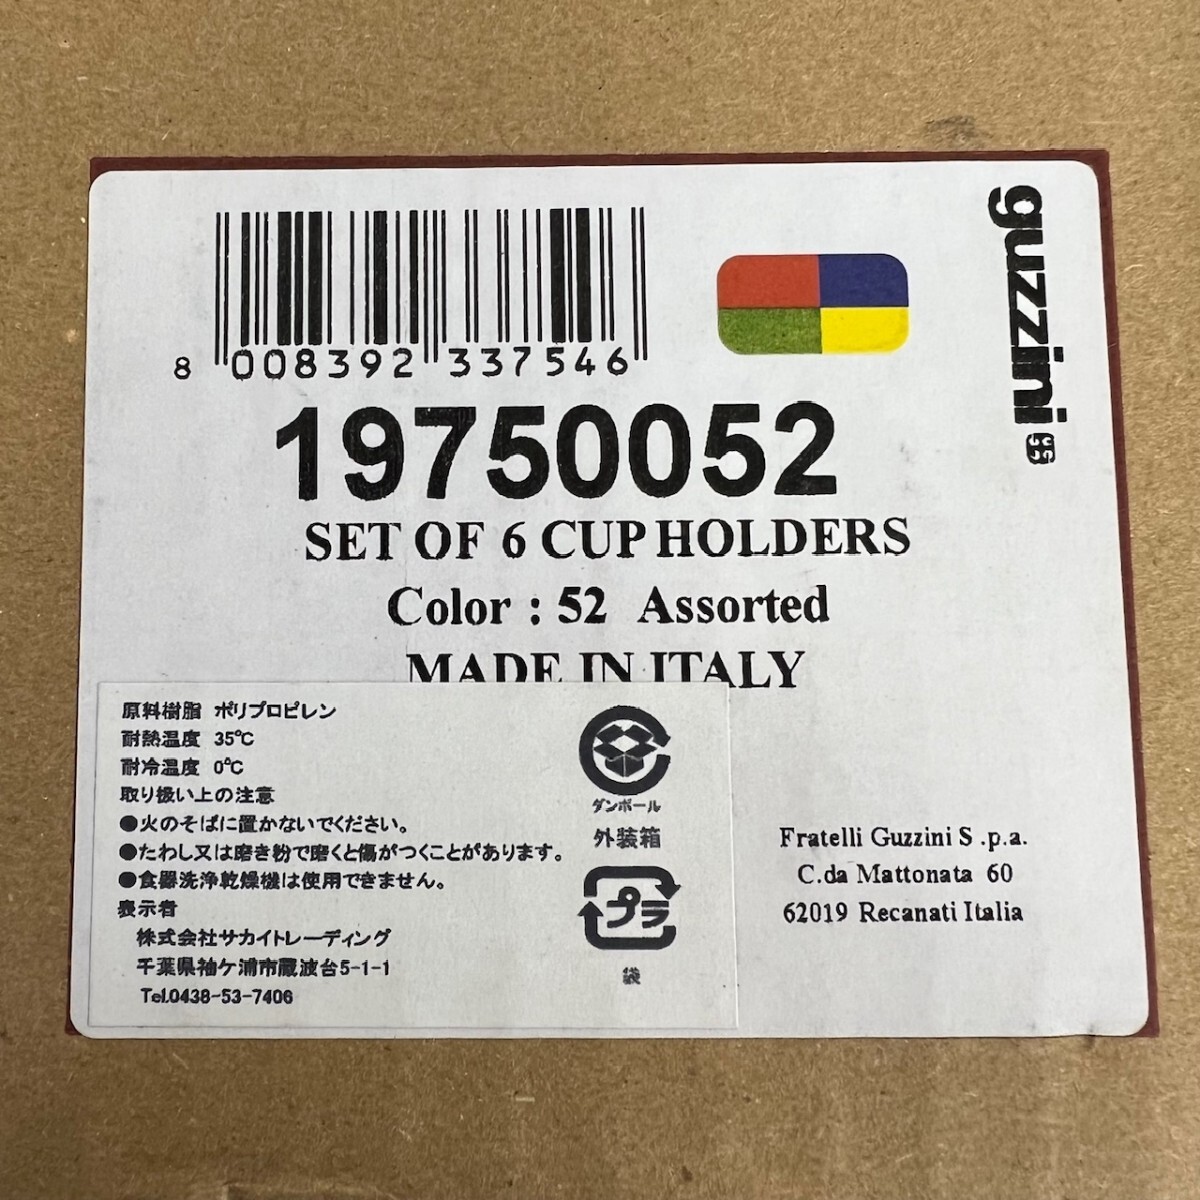 8 008392 337546
guzzini
19750052
SET OF 6 CUP HOLDERS
Color : 52 Assorted
MADE IN ITALY
原料樹脂 ポリプロピレン
耐熱温度 35℃
耐冷温度 0℃
取り扱い上の注意
●火のそばに置かないでください。
●たわし又は磨き粉で磨くと傷がつくことがあります。
●食器洗浄乾燥機は使用できません。
表示者
株式会社サカイトレーディング
千葉県袖ケ浦市蔵波台5-1-1
Tel.0438-53-7406
ダンボール
外装箱
プラ
袋
Fratelli Guzzini S .p.a.
C.da Mattonata 60
62019 Recanati Italia